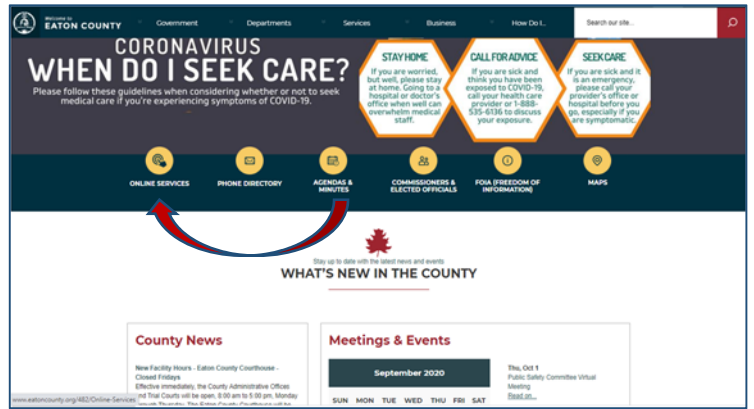 WELCOME TO
EATON COUNTY
Government
Departments
Services
Business
How Do I...
Search our site...
CORONAVIRUS
WHEN DO I SEEK CARE?
Please follow these guidelines when considering whether or not to seek
medical care if you're experiencing symptoms of COVID-19.
STAY HOME
If you are worried,
but well, please stay
at home. Going to a
hospital or doctor's
office when well can
overwhelm medical
staff.
CALL FOR ADVICE
If you are sick and
think you have been
exposed to COVID-19,
call your health care
provider or 1-888-
535-6136 to discuss
your exposure.
SEEK CARE
If you are sick and it
is an emergency,
please call your
provider's office or
hospital before you
go, especially if you
are symptomatic.
ONLINE SERVICES
PHONE DIRECTORY
AGENDAS &
MINUTES
COMMISSIONERS &
ELECTED OFFICIALS
FOIA (FREEDOM OF
INFORMATION)
MAPS
Stay up to date with the latest news and events
WHAT'S NEW IN THE COUNTY
County News
New Facility Hours - Eaton County Courthouse -
Closed Fridays
Effective immediately, the County Administrative Offices
nd Trial Courts will be open, 8:00 am to 5:00 pm, Monday
through Thursday. The Eaton County Courthouse will be
www.eatoncounty.org/482/Online-Services
Meetings & Events
September 2020
SUN MON TUE WED THU FRI SAT
Thu, Oct 1
Public Safety Committee Virtual
Meeting
Read on...